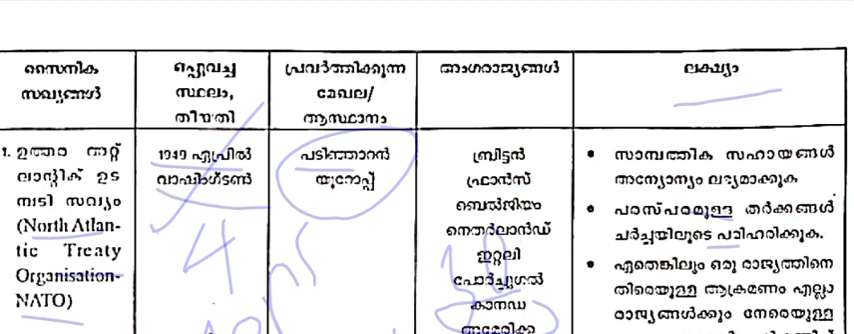 സൈനിക സഖ്യങ്ങൾ
ഒപ്പുവച്ച സ്ഥലം, തീയതി
പ്രവർത്തിക്കുന്ന മേഖല/ ആസ്ഥാനം
അംഗരാജ്യങ്ങൾ
ലക്ഷ്യം
1. ഉത്തര അറ്റ്
ലാന്റിക് ഉട
മ്പടി സഖ്യം
(North Atlan-
tic Treaty
Organisation-
NATO)
1949 ഏപ്രിൽ
വാഷിംഗ്ടൺ
4
പടിഞ്ഞാറൻ
യൂറോപ്പ്
ബ്രിട്ടൻ
ഫ്രാൻസ്
ബെൽജിയം
നെതർലാൻഡ്
ഇറ്റലി
പോർച്ചുഗൽ
കാനഡ
അമേരിക്ക
30
• സാമ്പത്തിക സഹായങ്ങൾ
അന്യോന്യം ലഭ്യമാക്കുക
• പരസ്പരമുള്ള തർക്കങ്ങൾ
ചർച്ചയിലൂടെ പരിഹരിക്കുക.
• ഏതെങ്കിലും ഒരു രാജ്യത്തിനെ
തിരെയുള്ള ആക്രമണം എല്ലാ
രാജ്യങ്ങൾക്കും നേരെയുള്ള